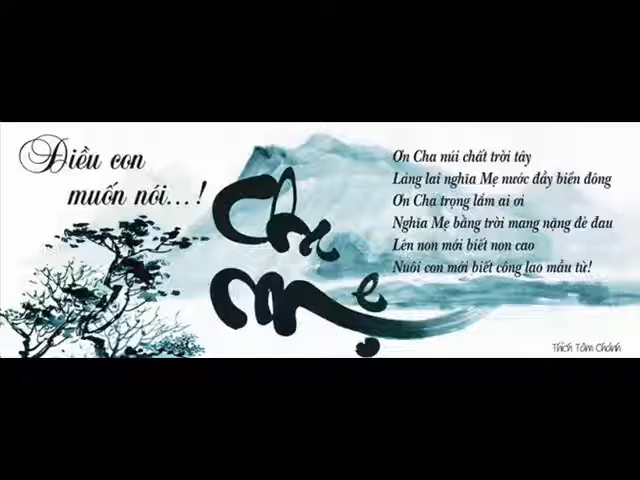 Điều con
muốn nói...!
Cha
Mẹ
Ơn Cha núi chất trời tây
Láng lai nghĩa Mẹ nước đầy biển đông
Ơn Cha trọng lắm ai ơi
Nghĩa Mẹ bằng trời mang nặng đẻ đau
Lên non mới biết non cao
Nuôi con mới biết công lao mẫu từ!
Thích Tâm Chánh